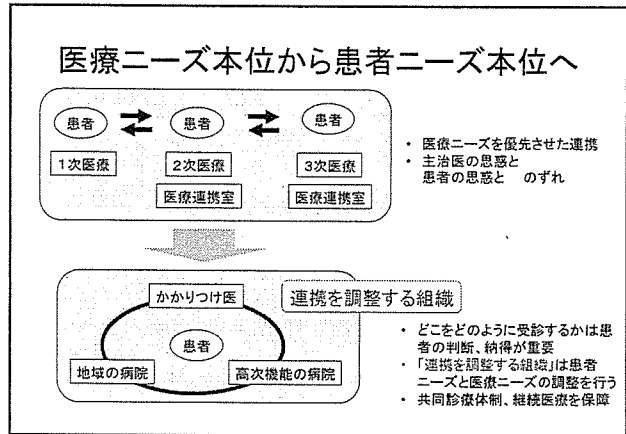 医療ニーズ本位から患者ニーズ本位へ
患者
患者
患者
1次医療
2次医療
3次医療
医療連携室
医療連携室
・ 医療ニーズを優先させた連携
・ 主治医の思惑と
患者の思惑と のずれ
かかりつけ医
連携を調整する組織
患者
地域の病院
高次機能の病院
・ どこをどのように受診するかは患
者の判断、納得が重要
・ 「連携を調整する組織」は患者
ニーズと医療ニーズの調整を行う
・ 共同診療体制、継続医療を保障